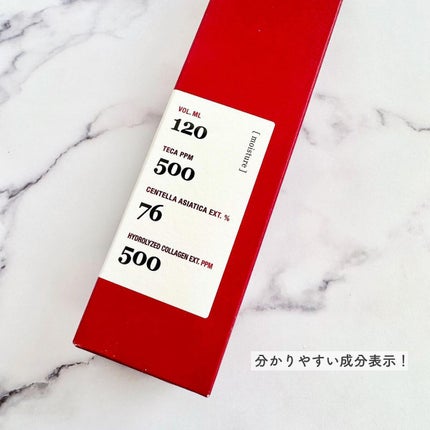 VOL. ML
120
[ moisture ]
TECA PPM
500
CENTELLA ASIATICA EXT. %
76
HYDROLYZED COLLAGEN EXT. PPM
500
分かりやすい成分表示！